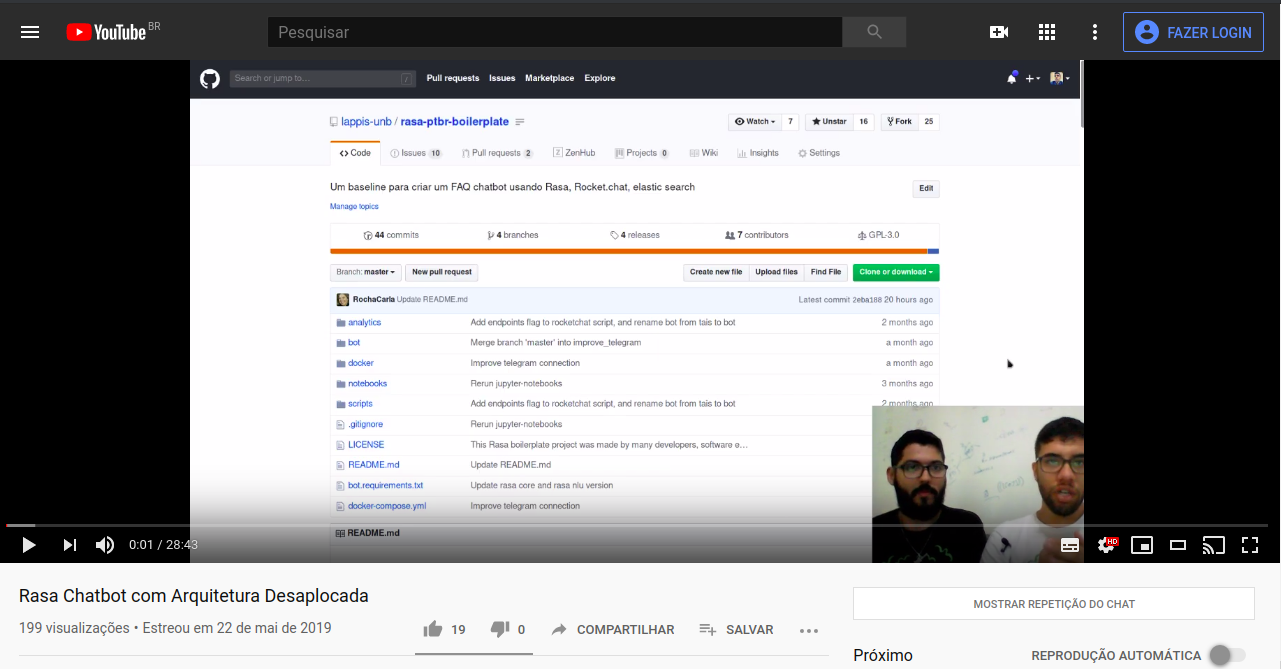 YouTube BR Pesquisar FAZER LOGIN
Search or jump to... / Pull requests Issues Marketplace Explore
lappis-unb / rasa-ptbr-boilerplate Watch 7 Unstar 16 Fork 25
Code Issues 10 Pull requests 2 ZenHub Projects 0 Wiki Insights Settings
Um baseline para criar um FAQ chatbot usando Rasa, Rocket.chat, elastic search Edit
Manage topics
44 commits 4 branches 4 releases 7 contributors GPL-3.0
Branch: master New pull request Create new file Upload files Find File Clone or download
RochaCarla Update README.md Latest commit 2eba188 20 hours ago
analytics Add endpoints flag to rocketchat script, and rename bot from tais to bot 2 months ago
bot Merge branch 'master' into improve_telegram a month ago
docker Improve telegram connection a month ago
notebooks Rerun jupyter-notebooks 3 months ago
scripts Add endpoints flag to rocketchat script, and rename bot from tais to bot 2 months ago
.gitignore Rerun jupyter-notebooks
LICENSE This Rasa boilerplate project was made by many developers, software e…
README.md Update README.md
bot.requirements.txt Update rasa core and rasa nlu version
docker-compose.yml Improve telegram connection
README.md
0:01 / 28:43 HD
Rasa Chatbot com Arquitetura Desaplocada
199 visualizações • Estreou em 22 de mai de 2019 19 0 COMPARTILHAR SALVAR
MOSTRAR REPETIÇÃO DO CHAT
Próximo REPRODUÇÃO AUTOMÁTICA